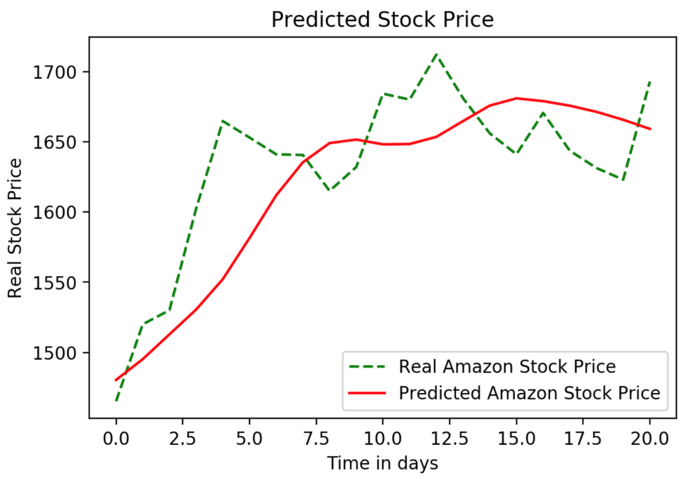 Predicted Stock Price
Real Stock Price
1700
1650
1600
1550
1500
Real Amazon Stock Price
Predicted Amazon Stock Price
0.0 2.5 5.0 7.5 10.0 12.5 15.0 17.5 20.0
Time in days